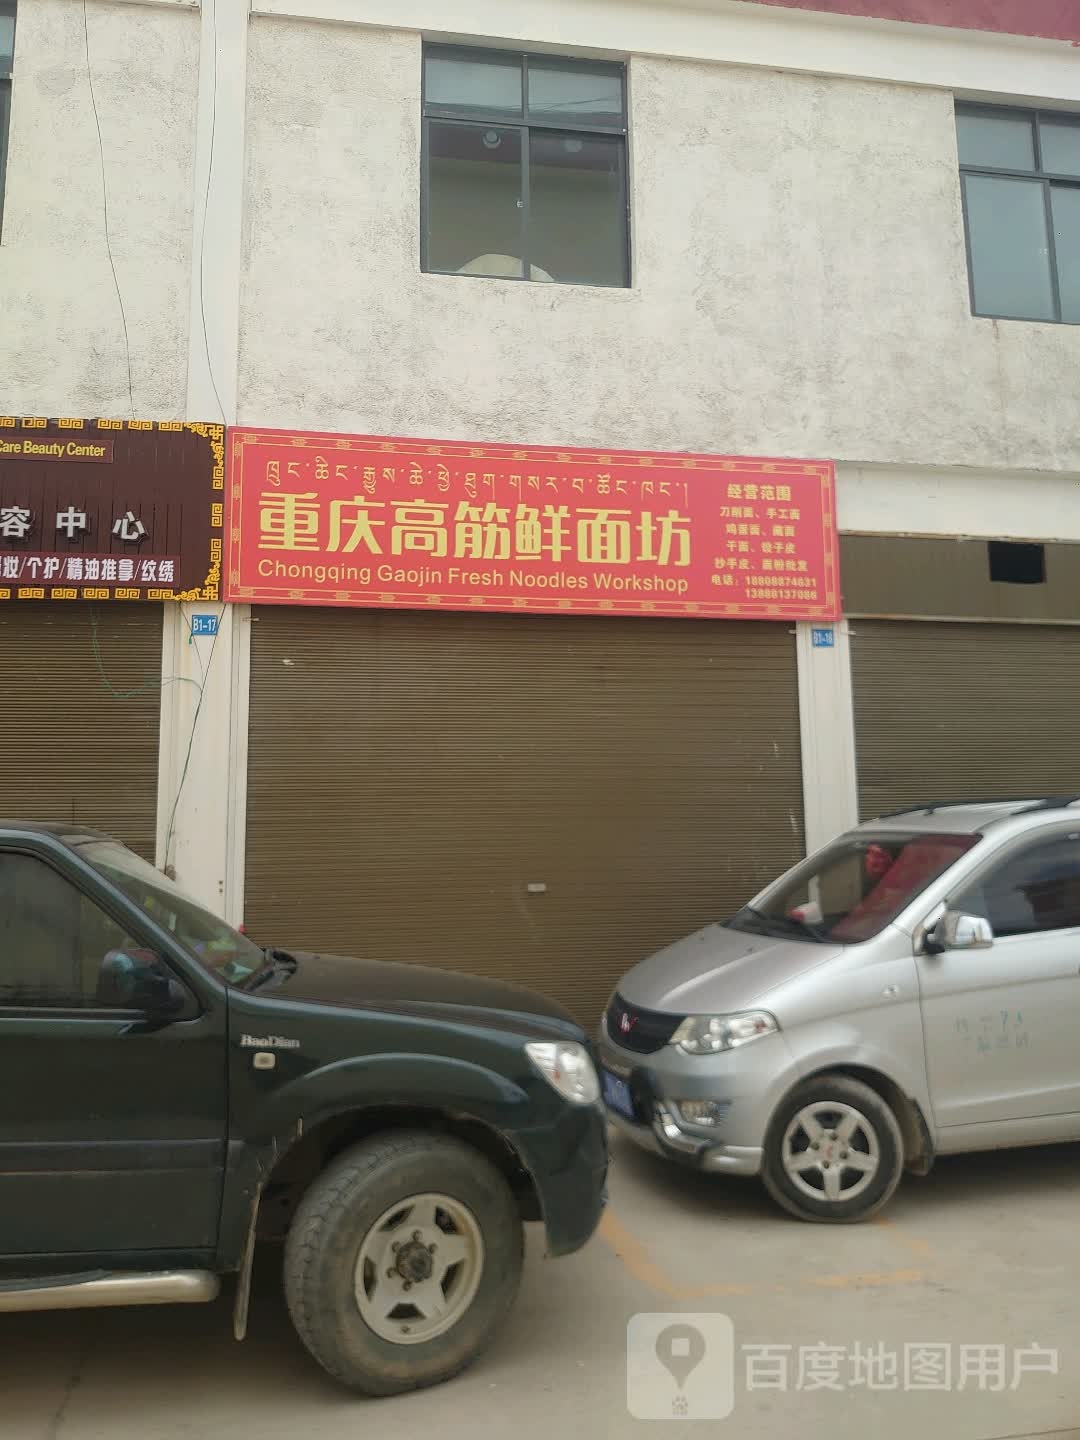 Care Beauty Center
容中心
妆/个护/精油推拿/纹绣
ཁྲུང་ཆིང་རྒྱུས་ཆེ་ཕྱེ་ཐུག་གསར་བ་ཚོང་ཁང་།
重庆高筋鲜面坊
Chongqing Gaojin Fresh Noodles Workshop
经营范围
刀削面、手工面
鸡蛋面、藏面
干面、饺子皮
抄手皮、面粉批发
电话：18808874631
13888137086
B1-17
B1-18
BaoDian
百度地图用户